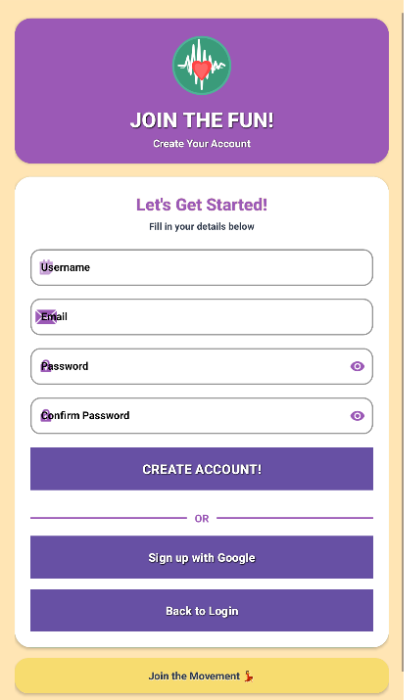 JOIN THE FUN!
Create Your Account
Let's Get Started!
Fill in your details below
Username
Email
Password
Confirm Password
CREATE ACCOUNT!
OR
Sign up with Google
Back to Login
Join the Movement 💃